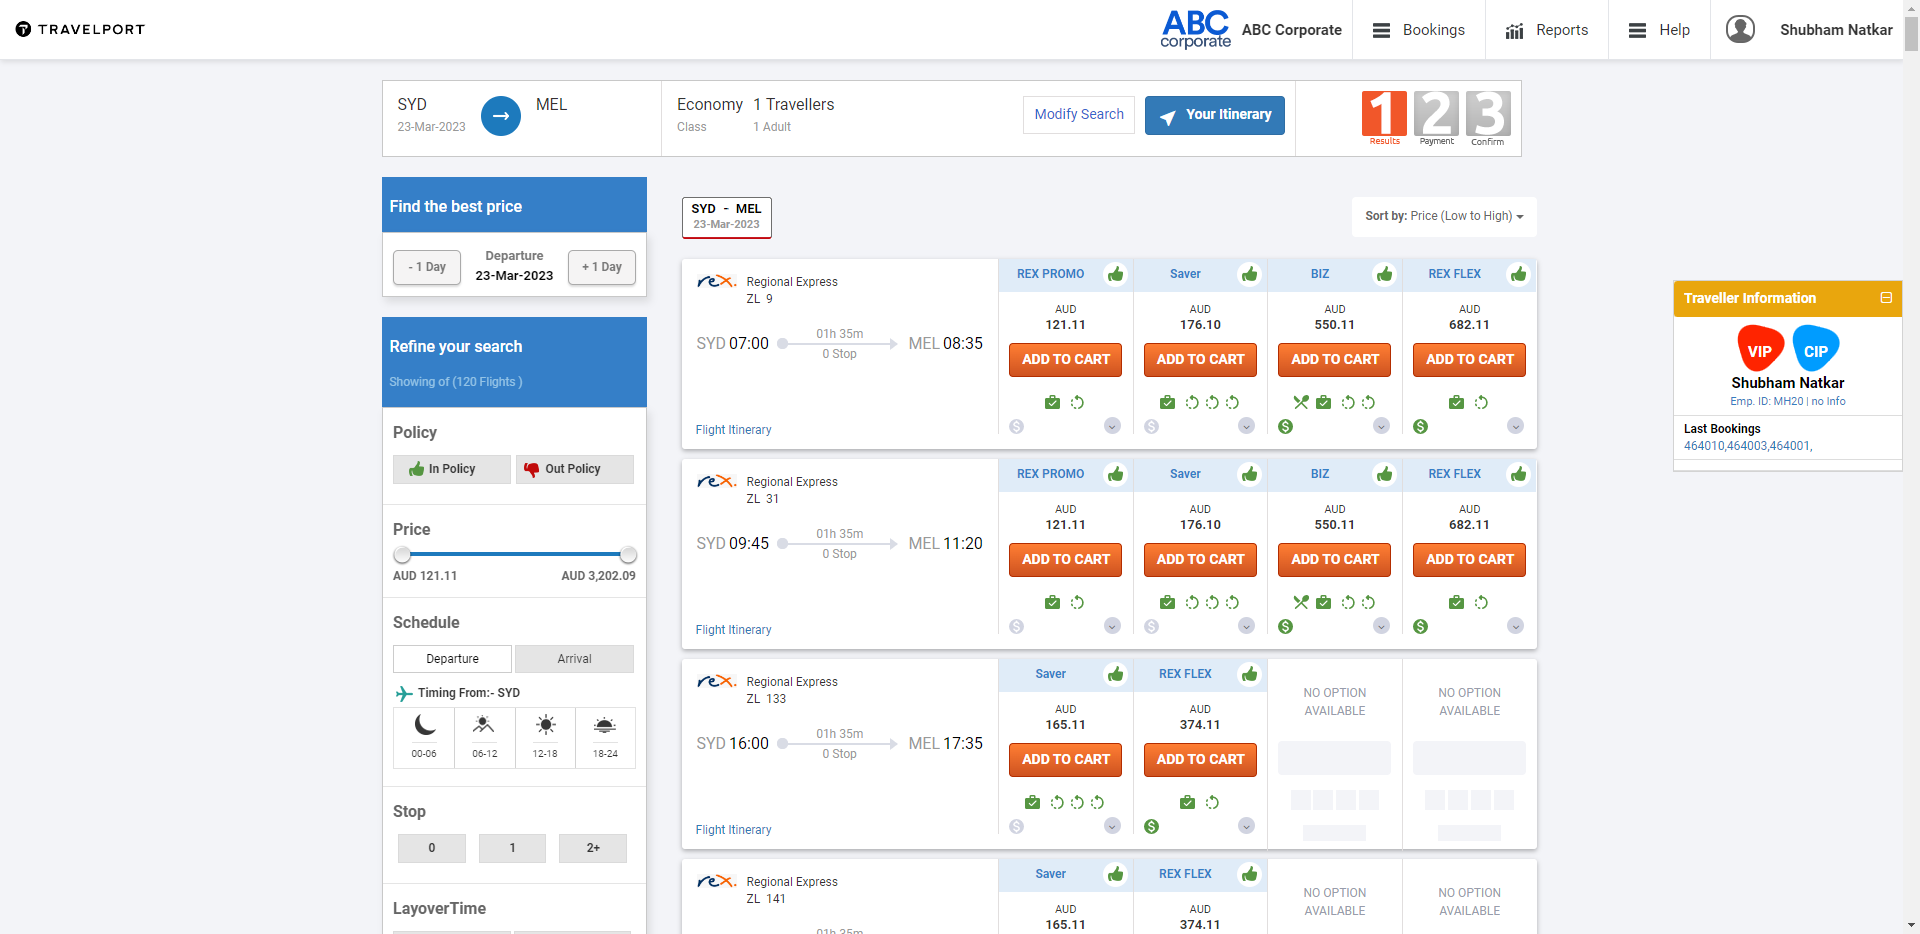 TRAVELPORT
ABC
corporate
ABC Corporate
Bookings
Reports
Help
Shubham Natkar
SYD
MEL
23-Mar-2023
Economy 1 Travellers
Class 1 Adult
Modify Search
Your Itinerary
1 2 3
Results Payment Confirm
Find the best price
- 1 Day
Departure
23-Mar-2023
+ 1 Day
Refine your search
Showing of (120 Flights )
Policy
In Policy
Out Policy
Price
AUD 121.11
AUD 3,202.09
Schedule
Departure
Arrival
Timing From:- SYD
00-06 06-12 12-18 18-24
Stop
0 1 2+
LayoverTime
SYD - MEL
23-Mar-2023
Sort by: Price (Low to High)
rex. Regional Express
ZL 9
SYD 07:00
01h 35m
0 Stop
MEL 08:35
Flight Itinerary
REX PROMO Saver BIZ REX FLEX
AUD AUD AUD AUD
121.11 176.10 550.11 682.11
ADD TO CART ADD TO CART ADD TO CART ADD TO CART
$ $ $ $
rex. Regional Express
ZL 31
SYD 09:45
01h 35m
0 Stop
MEL 11:20
Flight Itinerary
REX PROMO Saver BIZ REX FLEX
AUD AUD AUD AUD
121.11 176.10 550.11 682.11
ADD TO CART ADD TO CART ADD TO CART ADD TO CART
$ $ $ $
rex. Regional Express
ZL 133
SYD 16:00
01h 35m
0 Stop
MEL 17:35
Flight Itinerary
Saver REX FLEX
AUD AUD
165.11 374.11
ADD TO CART ADD TO CART
$ $
NO OPTION NO OPTION
AVAILABLE AVAILABLE
rex. Regional Express
ZL 141
01h 35m
Saver REX FLEX
AUD AUD
165.11 374.11
NO OPTION NO OPTION
AVAILABLE AVAILABLE
Traveller Information
VIP CIP
Shubham Natkar
Emp. ID: MH20 | no Info
Last Bookings
464010,464003,464001,